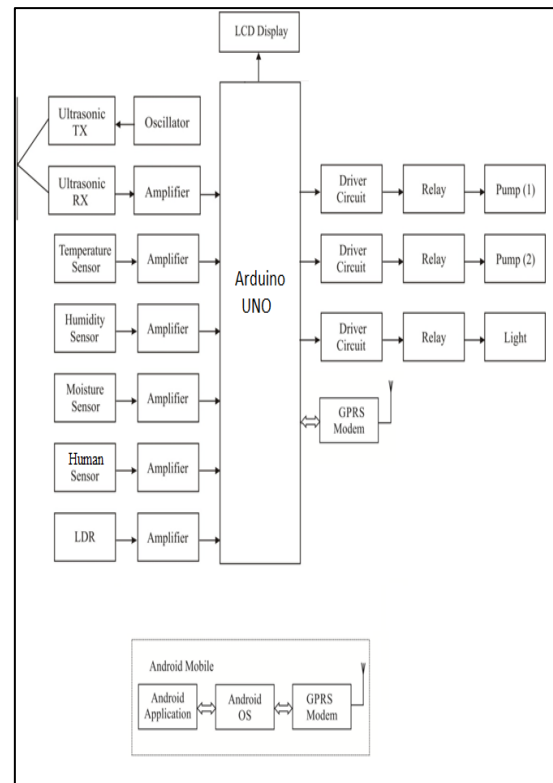 LCD Display
Ultrasonic
TX
Oscillator
Ultrasonic
RX
Amplifier
Driver
Circuit
Relay
Pump (1)
Temperature
Sensor
Amplifier
Arduino
UNO
Driver
Circuit
Relay
Pump (2)
Humidity
Sensor
Amplifier
Driver
Circuit
Relay
Light
Moisture
Sensor
Amplifier
GPRS
Modem
Human
Sensor
Amplifier
LDR
Amplifier
Android Mobile
Android
Application
Android
OS
GPRS
Modem